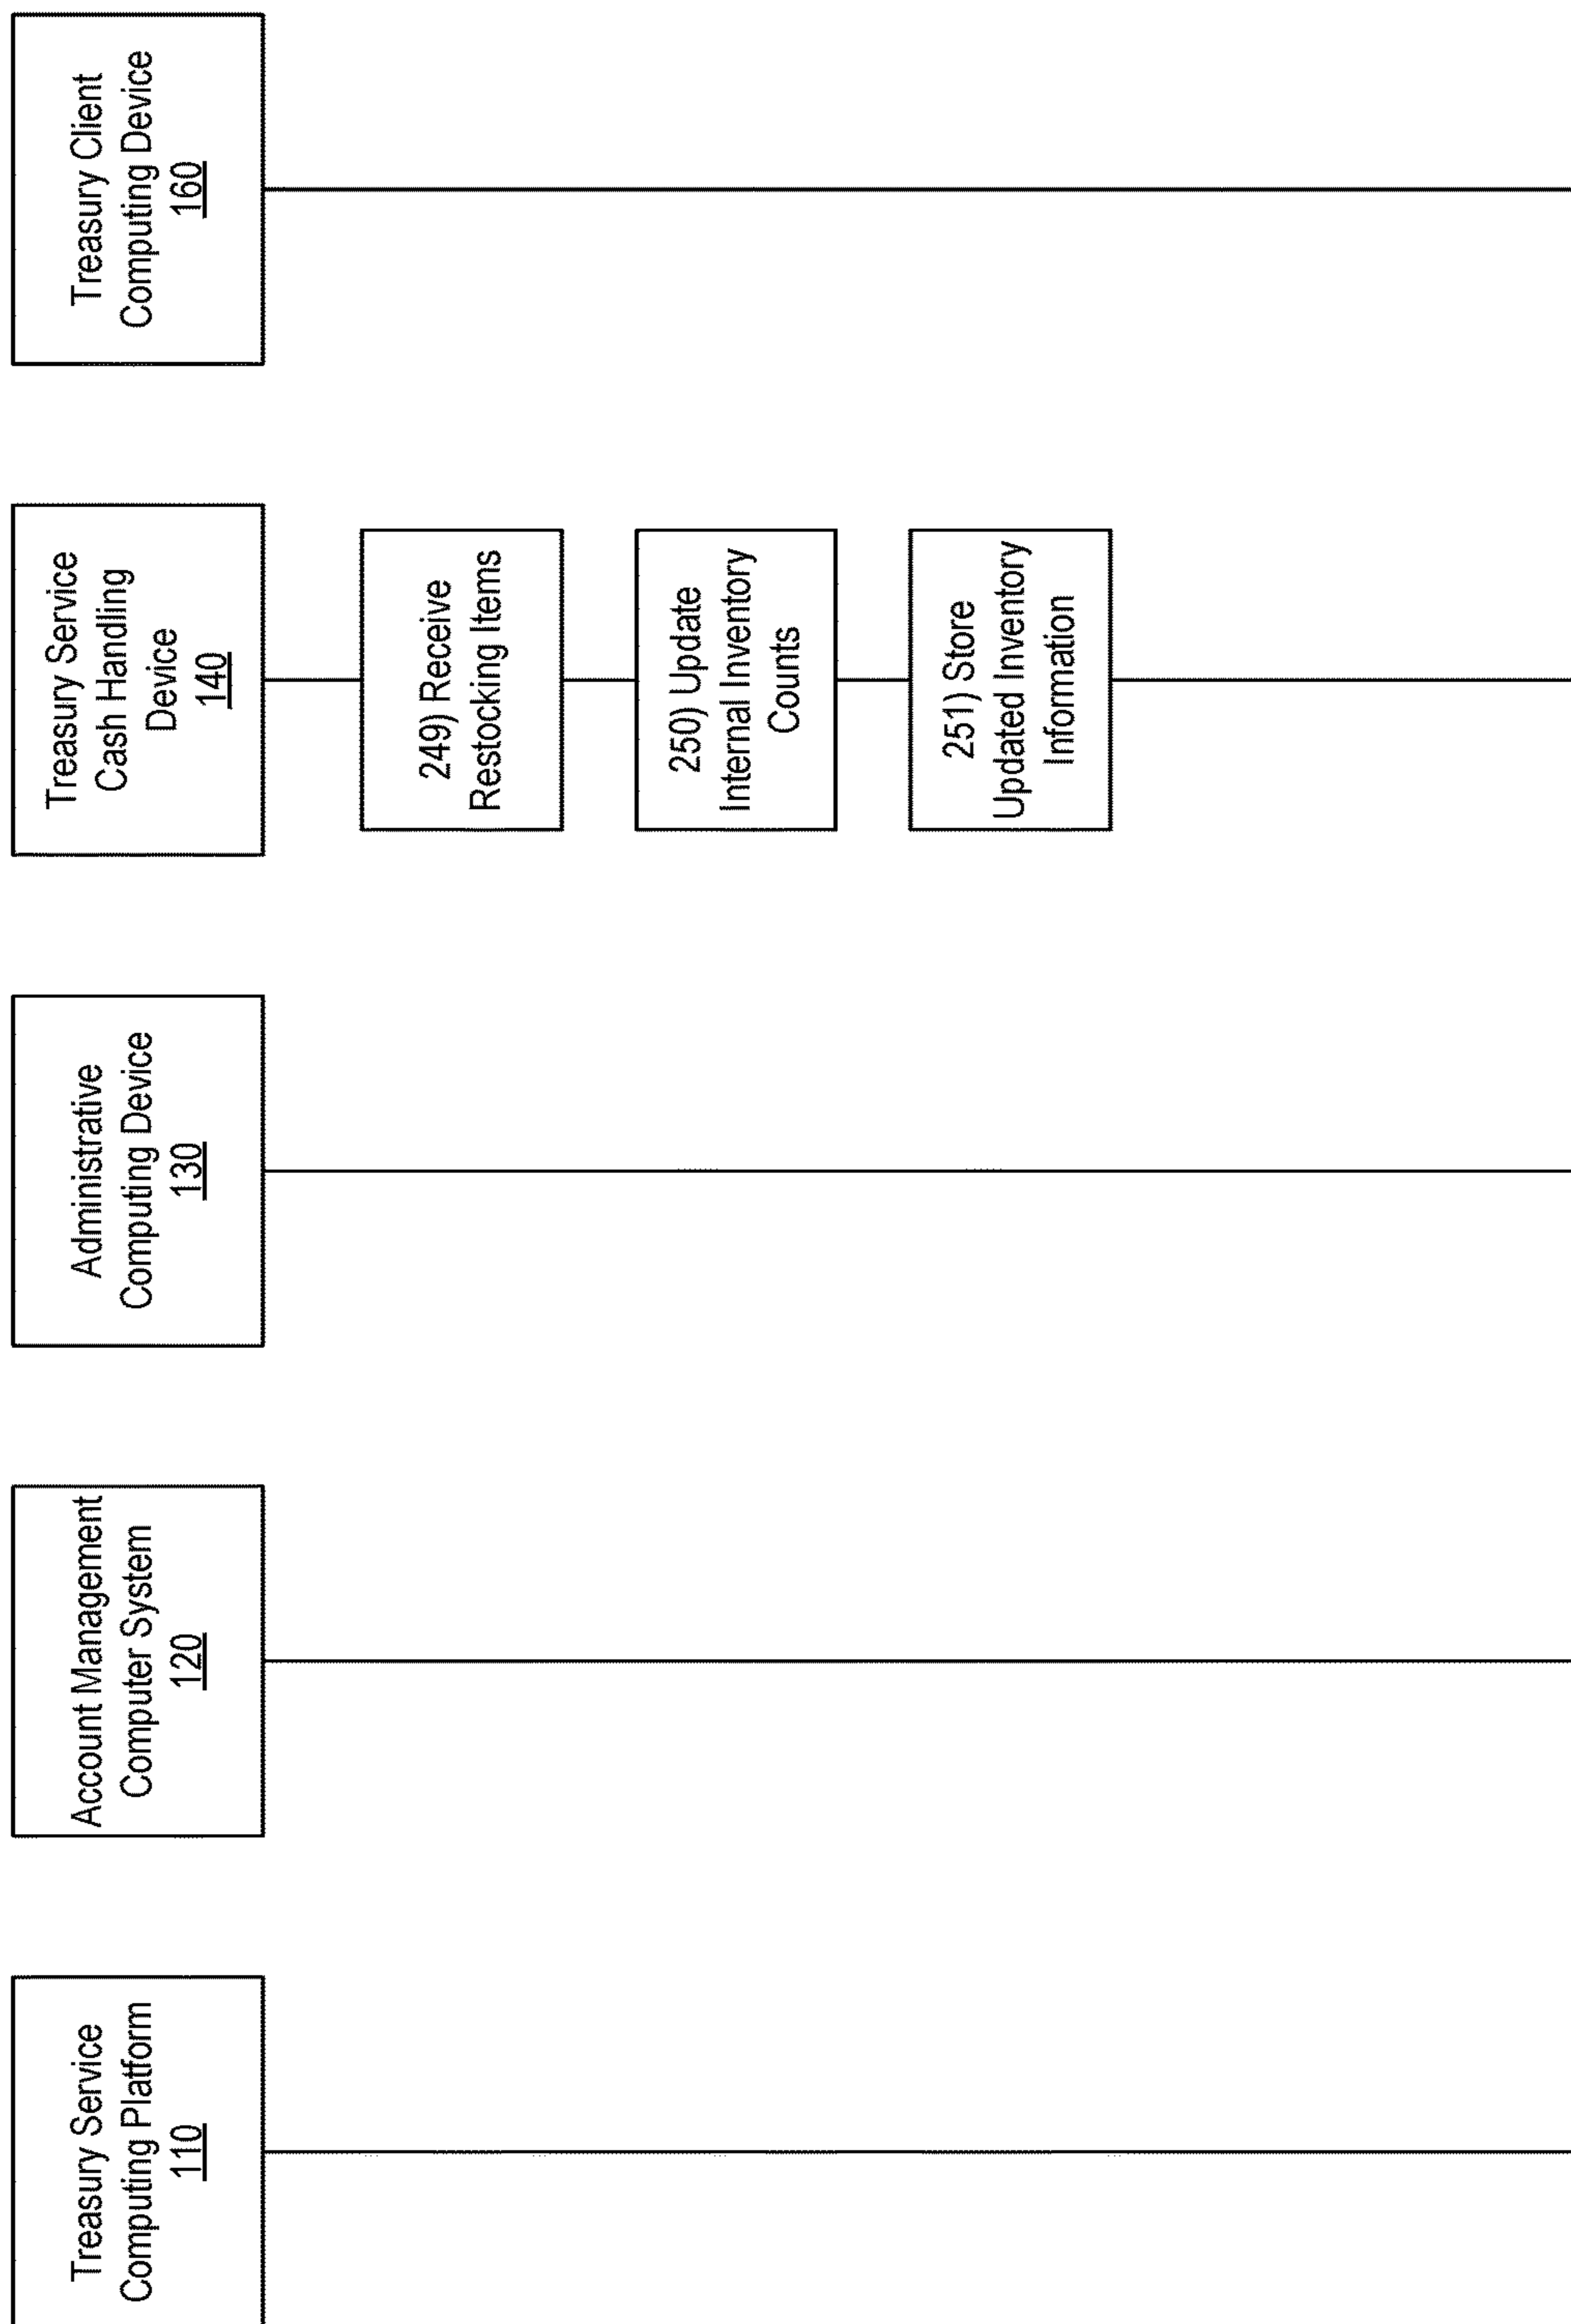 Treasury Service
Computing Platform
110
Account Management
Computer System
120
Administrative
Computing Device
130
Treasury Service
Cash Handling
Device
140
Treasury Client
Computing Device
160
249) Receive
Restocking Items
250) Update
Internal Inventory
Counts
251) Store
Updated Inventory
Information